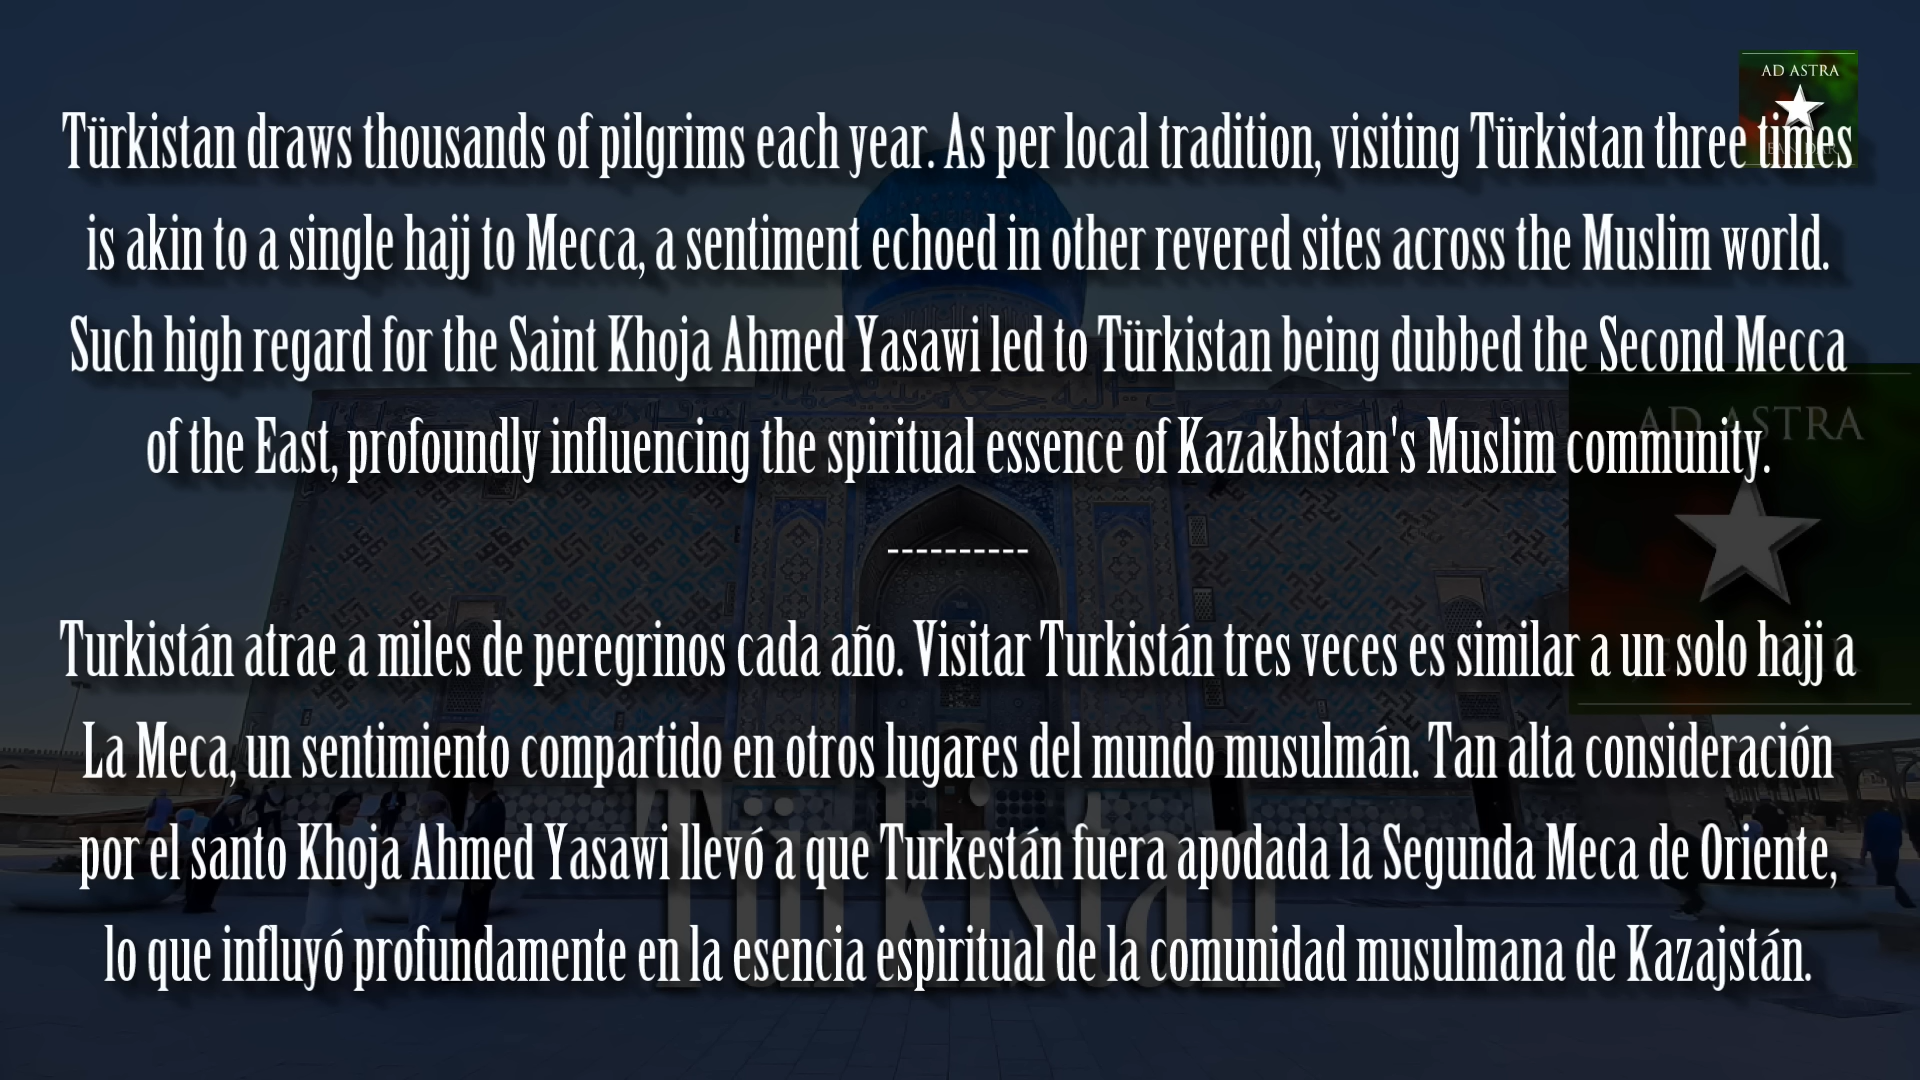 AD ASTRA
Türkistan draws thousands of pilgrims each year. As per local tradition, visiting Türkistan three times
is akin to a single hajj to Mecca, a sentiment echoed in other revered sites across the Muslim world.
Such high regard for the Saint Khoja Ahmed Yasawi led to Türkistan being dubbed the Second Mecca
of the East, profoundly influencing the spiritual essence of Kazakhstan's Muslim community.
AD ASTRA
----------
Turkistán atrae a miles de peregrinos cada año. Visitar Turkistán tres veces es similar a un solo hajj a
La Meca, un sentimiento compartido en otros lugares del mundo musulmán. Tan alta consideración
por el santo Khoja Ahmed Yasawi llevó a que Turkestán fuera apodada la Segunda Meca de Oriente,
lo que influyó profundamente en la esencia espiritual de la comunidad musulmana de Kazajstán.
Türkistan